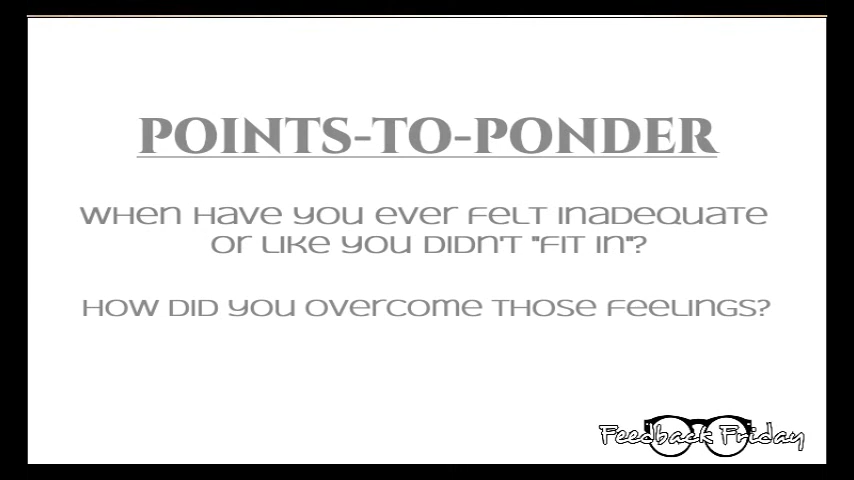 POINTS-TO-PONDER
WHEN HAVE YOU EVER FELT INADEQUATE
OR LIKE YOU DIDN'T "FIT IN"?
HOW DID YOU OVERCOME THOSE FEELINGS?
Feedback Friday